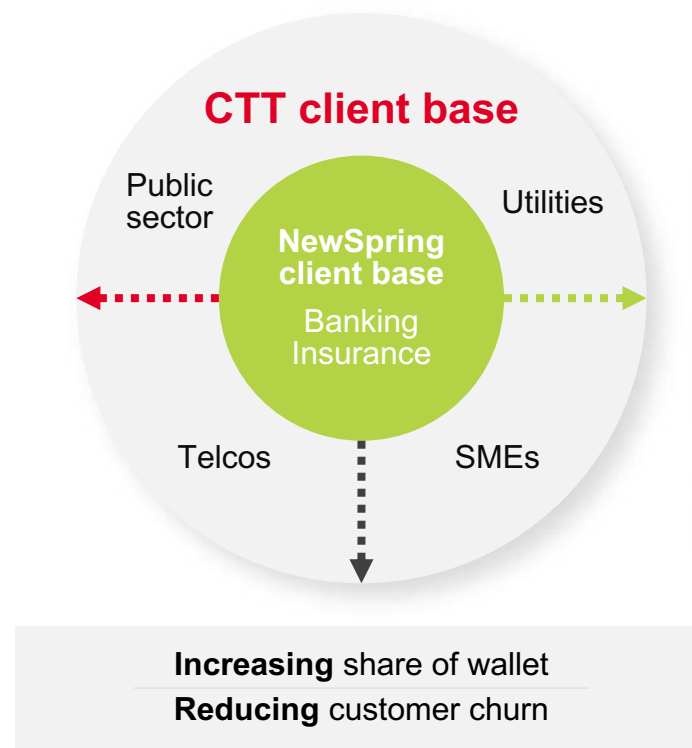 CTT client base
Public
sector
Utilities
NewSpring
client base
Banking
Insurance
Telcos
SMEs
Increasing share of wallet
Reducing customer churn